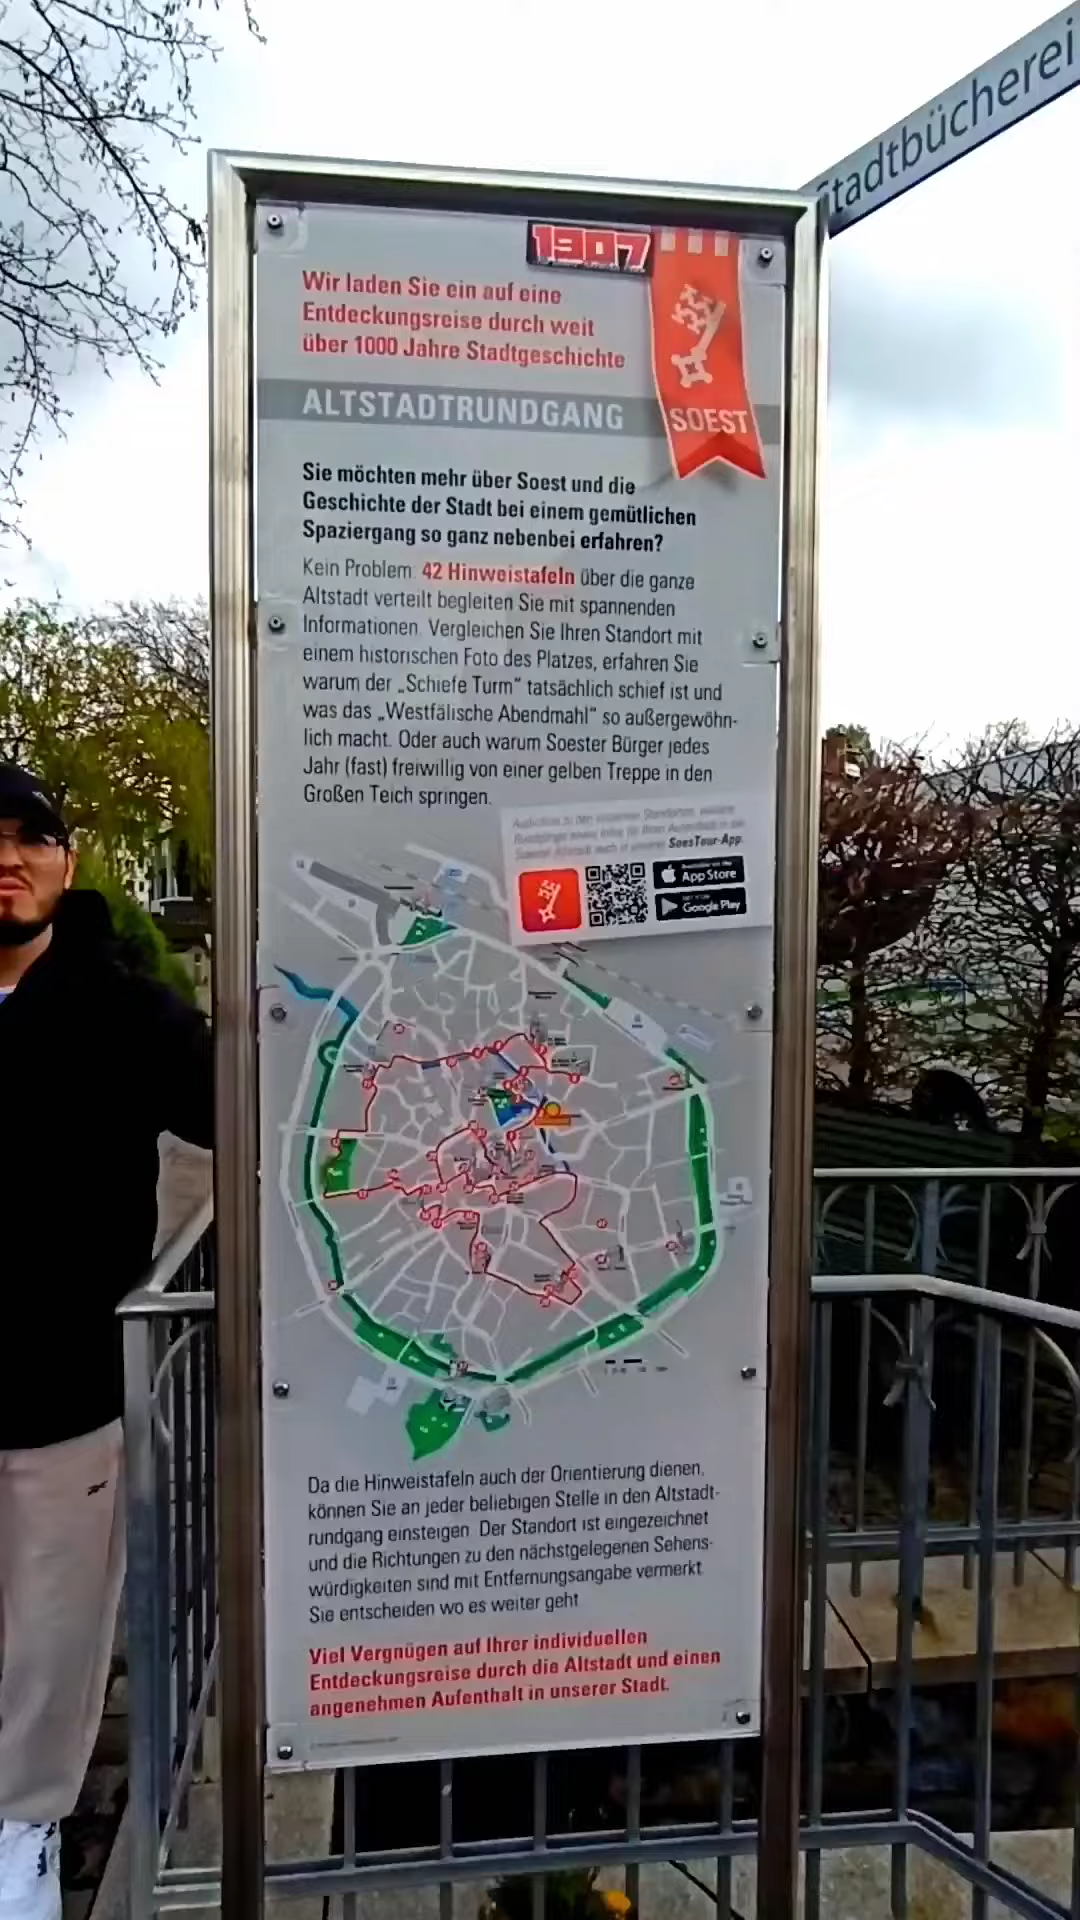 Stadtbücherei
1907
Wir laden Sie ein auf eine
Entdeckungsreise durch weit
über 1000 Jahre Stadtgeschichte
ALTSTADTRUNDGANG
SOEST
Sie möchten mehr über Soest und die
Geschichte der Stadt bei einem gemütlichen
Spaziergang so ganz nebenbei erfahren?
Kein Problem: 42 Hinweistafeln über die ganze
Altstadt verteilt begleiten Sie mit spannenden
Informationen. Vergleichen Sie Ihren Standort mit
einem historischen Foto des Platzes, erfahren Sie
warum der „Schiefe Turm“ tatsächlich schief ist und
was das „Westfälische Abendmahl“ so außergewöhn-
lich macht. Oder auch warum Soester Bürger jedes
Jahr (fast) freiwillig von einer gelben Treppe in den
Großen Teich springen.
SoesTour-App.
App Store
Google Play
Da die Hinweistafeln auch der Orientierung dienen,
können Sie an jeder beliebigen Stelle in den Altstadt-
rundgang einsteigen. Der Standort ist eingezeichnet
und die Richtungen zu den nächstgelegenen Sehens-
würdigkeiten sind mit Entfernungsangabe vermerkt.
Sie entscheiden wo es weiter geht
Viel Vergnügen auf Ihrer individuellen
Entdeckungsreise durch die Altstadt und einen
angenehmen Aufenthalt in unserer Stadt.